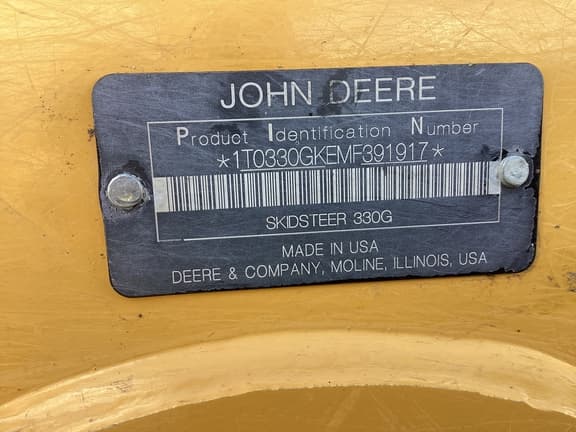 JOHN DEERE
Product Identification Number
*1T0330GKEMF391917*
SKIDSTEER 330G
MADE IN USA
DEERE & COMPANY, MOLINE, ILLINOIS, USA